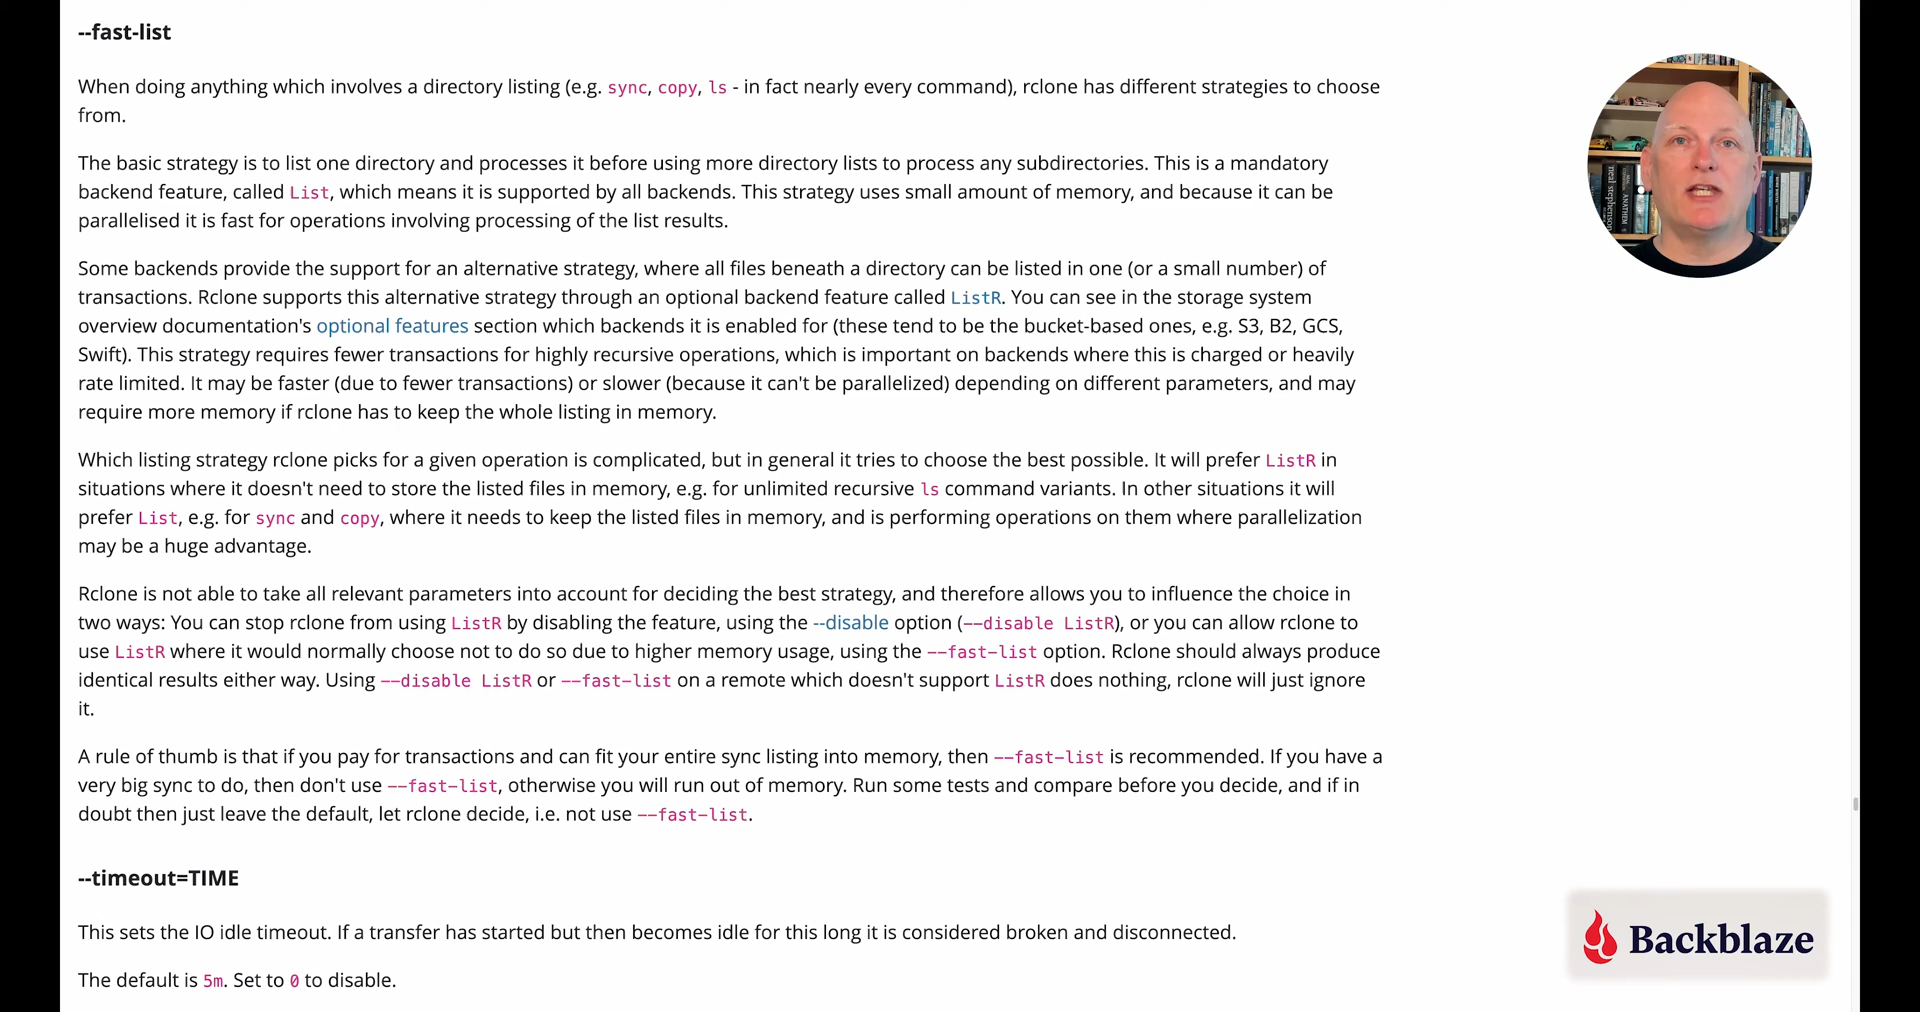 --fast-list
When doing anything which involves a directory listing (e.g. sync, copy, ls - in fact nearly every command), rclone has different strategies to choose
from.
The basic strategy is to list one directory and processes it before using more directory lists to process any subdirectories. This is a mandatory
backend feature, called List, which means it is supported by all backends. This strategy uses small amount of memory, and because it can be
parallelised it is fast for operations involving processing of the list results.
Some backends provide the support for an alternative strategy, where all files beneath a directory can be listed in one (or a small number) of
transactions. Rclone supports this alternative strategy through an optional backend feature called ListR. You can see in the storage system
overview documentation's optional features section which backends it is enabled for (these tend to be the bucket-based ones, e.g. S3, B2, GCS,
Swift). This strategy requires fewer transactions for highly recursive operations, which is important on backends where this is charged or heavily
rate limited. It may be faster (due to fewer transactions) or slower (because it can't be parallelized) depending on different parameters, and may
require more memory if rclone has to keep the whole listing in memory.
Which listing strategy rclone picks for a given operation is complicated, but in general it tries to choose the best possible. It will prefer ListR in
situations where it doesn't need to store the listed files in memory, e.g. for unlimited recursive ls command variants. In other situations it will
prefer List, e.g. for sync and copy, where it needs to keep the listed files in memory, and is performing operations on them where parallelization
may be a huge advantage.
Rclone is not able to take all relevant parameters into account for deciding the best strategy, and therefore allows you to influence the choice in
two ways: You can stop rclone from using ListR by disabling the feature, using the --disable option (--disable ListR), or you can allow rclone to
use ListR where it would normally choose not to do so due to higher memory usage, using the --fast-list option. Rclone should always produce
identical results either way. Using --disable ListR or --fast-list on a remote which doesn't support ListR does nothing, rclone will just ignore
it.
A rule of thumb is that if you pay for transactions and can fit your entire sync listing into memory, then --fast-list is recommended. If you have a
very big sync to do, then don't use --fast-list, otherwise you will run out of memory. Run some tests and compare before you decide, and if in
doubt then just leave the default, let rclone decide, i.e. not use --fast-list.
--timeout=TIME
This sets the IO idle timeout. If a transfer has started but then becomes idle for this long it is considered broken and disconnected.
The default is 5m. Set to 0 to disable.
neal stephenson
ANATHEM
Backblaze